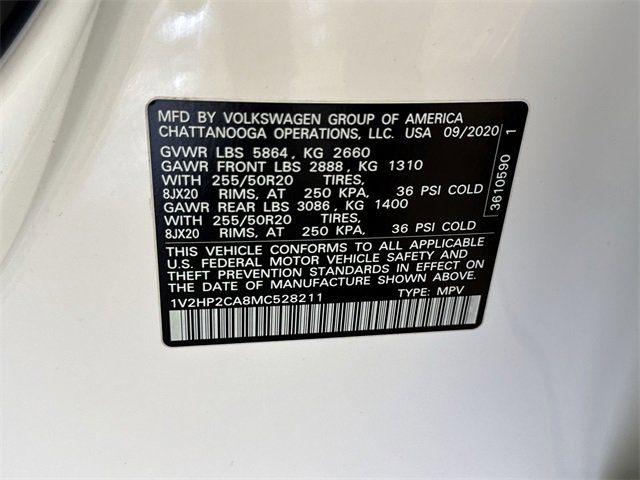 MFD BY VOLKSWAGEN GROUP OF AMERICA
CHATTANOOGA OPERATIONS, LLC. USA 09/2020
GVWR LBS 5864, KG 2660
GAWR FRONT LBS 2888, KG 1310
WITH 255/50R20 TIRES,
8JX20 RIMS, AT 250 KPA, 36 PSI COLD
GAWR REAR LBS 3086, KG 1400
WITH 255/50R20 TIRES,
8JX20 RIMS, AT 250 KPA, 36 PSI COLD
THIS VEHICLE CONFORMS TO ALL APPLICABLE
U.S. FEDERAL MOTOR VEHICLE SAFETY AND
THEFT PREVENTION STANDARDS IN EFFECT ON
THE DATE OF MANUFACTURE SHOWN ABOVE.
1V2HP2CA8MC528211 TYPE: MPV
3610590 1